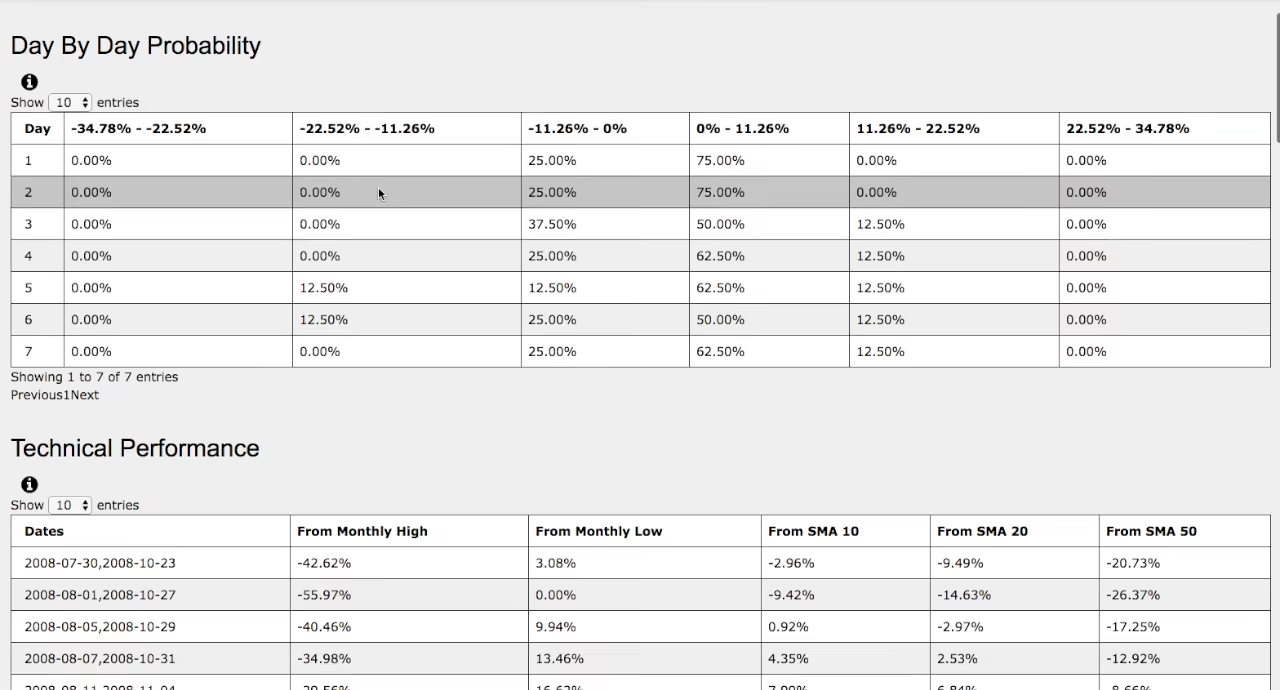 Day By Day Probability
Show 10 entries
Day -34.78% - -22.52% -22.52% - -11.26% -11.26% - 0% 0% - 11.26% 11.26% - 22.52% 22.52% - 34.78%
1 0.00% 0.00% 25.00% 75.00% 0.00% 0.00%
2 0.00% 0.00% 25.00% 75.00% 0.00% 0.00%
3 0.00% 0.00% 37.50% 50.00% 12.50% 0.00%
4 0.00% 0.00% 25.00% 62.50% 12.50% 0.00%
5 0.00% 12.50% 12.50% 62.50% 12.50% 0.00%
6 0.00% 12.50% 25.00% 50.00% 12.50% 0.00%
7 0.00% 0.00% 25.00% 62.50% 12.50% 0.00%
Showing 1 to 7 of 7 entries
Previous1Next
Technical Performance
Show 10 entries
Dates From Monthly High From Monthly Low From SMA 10 From SMA 20 From SMA 50
2008-07-30,2008-10-23 -42.62% 3.08% -2.96% -9.49% -20.73%
2008-08-01,2008-10-27 -55.97% 0.00% -9.42% -14.63% -26.37%
2008-08-05,2008-10-29 -40.46% 9.94% 0.92% -2.97% -17.25%
2008-08-07,2008-10-31 -34.98% 13.46% 4.35% 2.53% -12.92%